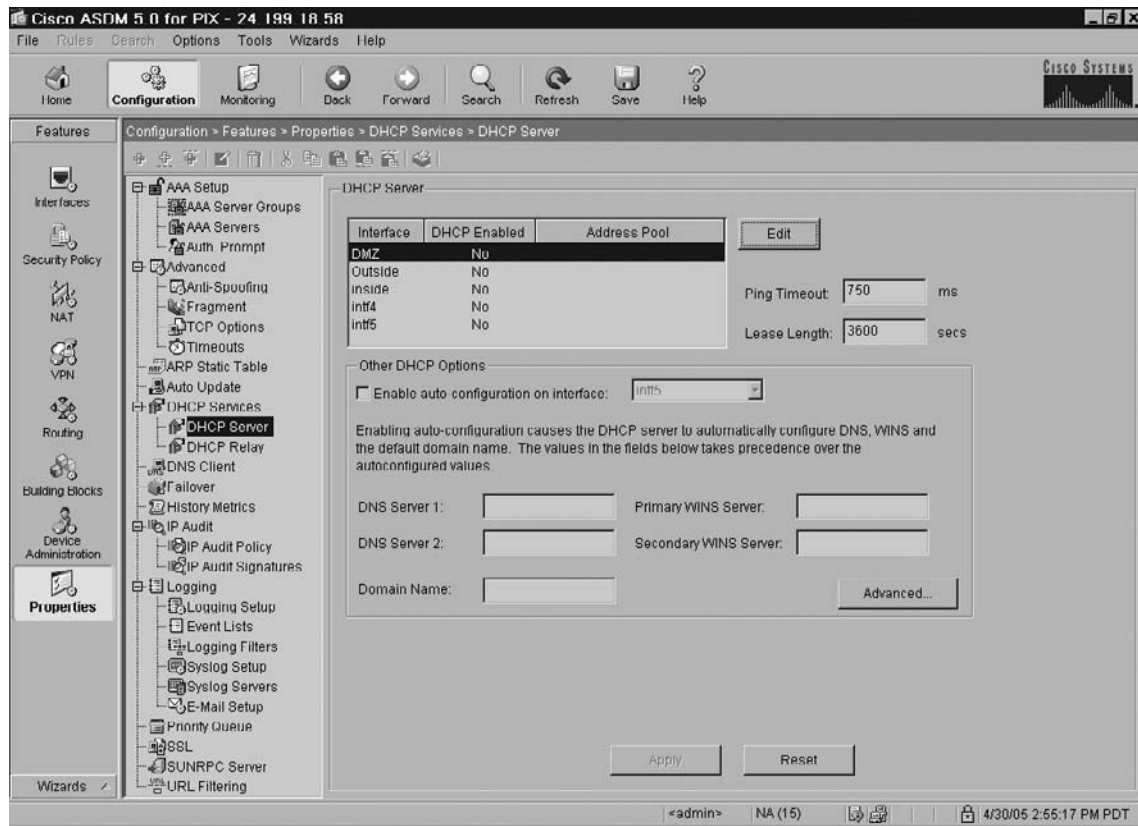 Cisco ASDM 5.0 for PIX - 24.199.18.58
File Rules Search Options Tools Wizards Help
Home Configuration Monitoring Back Forward Search Refresh Save Help
CISCO SYSTEMS
Features
Interfaces
Security Policy
NAT
VPN
Routing
Building Blocks
Device
Administration
Properties
Wizards
Configuration > Features > Properties > DHCP Services > DHCP Server
AAA Setup
AAA Server Groups
AAA Servers
Auth. Prompt
Advanced
Anti-Spoofing
Fragment
TCP Options
Timeouts
ARP Static Table
Auto Update
DHCP Services
DHCP Server
DHCP Relay
DNS Client
Failover
History Metrics
IP Audit
IP Audit Policy
IP Audit Signatures
Logging
Logging Setup
Event Lists
Logging Filters
Syslog Setup
Syslog Servers
E-Mail Setup
Priority Queue
SSL
SUNRPC Server
URL Filtering
DHCP Server
Interface DHCP Enabled Address Pool
DMZ No
Outside No
inside No
intf4 No
intf5 No
Edit
Ping Timeout: 750 ms
Lease Length: 3600 secs
Other DHCP Options
Enable auto-configuration on interface: intf5
Enabling auto-configuration causes the DHCP server to automatically configure DNS, WINS and
the default domain name. The values in the fields below takes precedence over the
autoconfigured values.
DNS Server 1: Primary WINS Server:
DNS Server 2: Secondary WINS Server:
Domain Name: Advanced...
Apply Reset
<admin> NA (15) 4/30/05 2:55:17 PM PDT